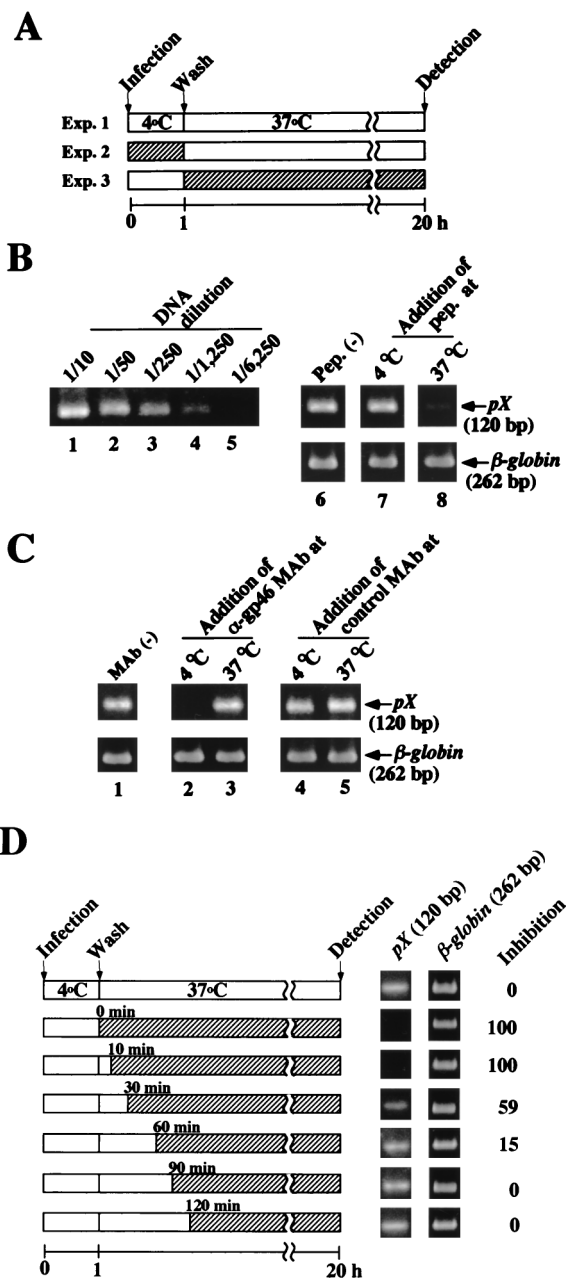 A
Infection
Wash
Detection
Exp. 1
4°C
37°C
Exp. 2
Exp. 3
0
1
20 h
B
DNA dilution
1/10
1/50
1/250
1/1,250
1/6,250
1 2 3 4 5
Pep. (-)
Addition of pep. at
4 °C
37 °C
pX
(120 bp)
β-globin
(262 bp)
6 7 8
C
MAb (-)
Addition of α-gp46 MAb at
4 °C
37 °C
Addition of control MAb at
4 °C
37 °C
pX
(120 bp)
β-globin
(262 bp)
1 2 3 4 5
D
Infection
Wash
Detection
pX (120 bp)
β-globin (262 bp)
Inhibition
4°C
37°C
0
0 min
100
10 min
100
30 min
59
60 min
15
90 min
0
120 min
0
0
1
20 h